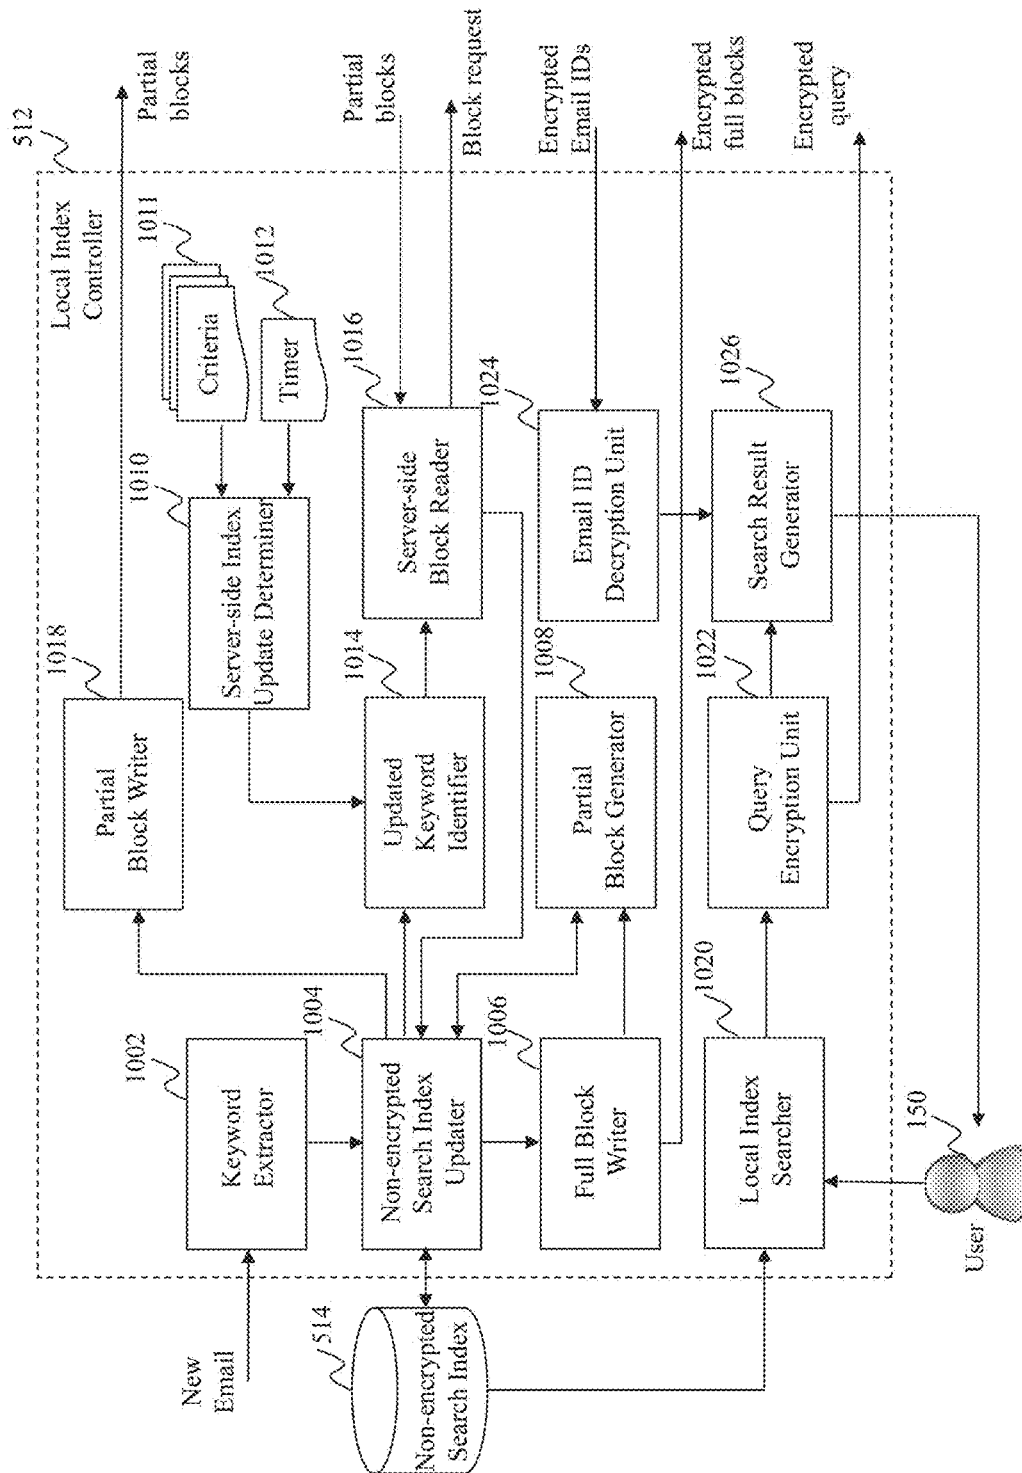 512
Local Index
Controller
Partial
blocks
1018
Partial
Block Writer
1010
Server-side Index
Update Determiner
1011
Criteria
1012
Timer
New
Email
1002
Keyword
Extractor
514
Non-encrypted
Search Index
1004
Non-encrypted
Search Index
Updater
1014
Updated
Keyword
Identifier
1016
Server-side
Block Reader
Partial
blocks
Block request
1006
Full Block
Writer
1008
Partial
Block Generator
1024
Email ID
Decryption Unit
Encrypted
Email IDs
Encrypted
full blocks
1020
Local Index
Searcher
1022
Query
Encryption Unit
1026
Search Result
Generator
Encrypted
query
150
User